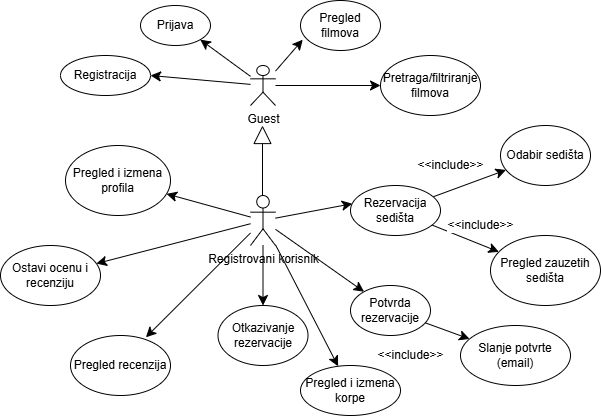 Prijava
Pregled
filmova
Registracija
Pretraga/filtriranje
filmova
Guest
Odabir sedišta
<<include>>
Pregled i izmena
profila
Rezervacija
sedišta
<<include>>
Pregled zauzetih
sedišta
Registrovani korisnik
Ostavi ocenu i
recenziju
Potvrda
rezervacije
Otkazivanje
rezervacije
<<include>>
Slanje potvrte
(email)
Pregled recenzija
Pregled i izmena
korpe